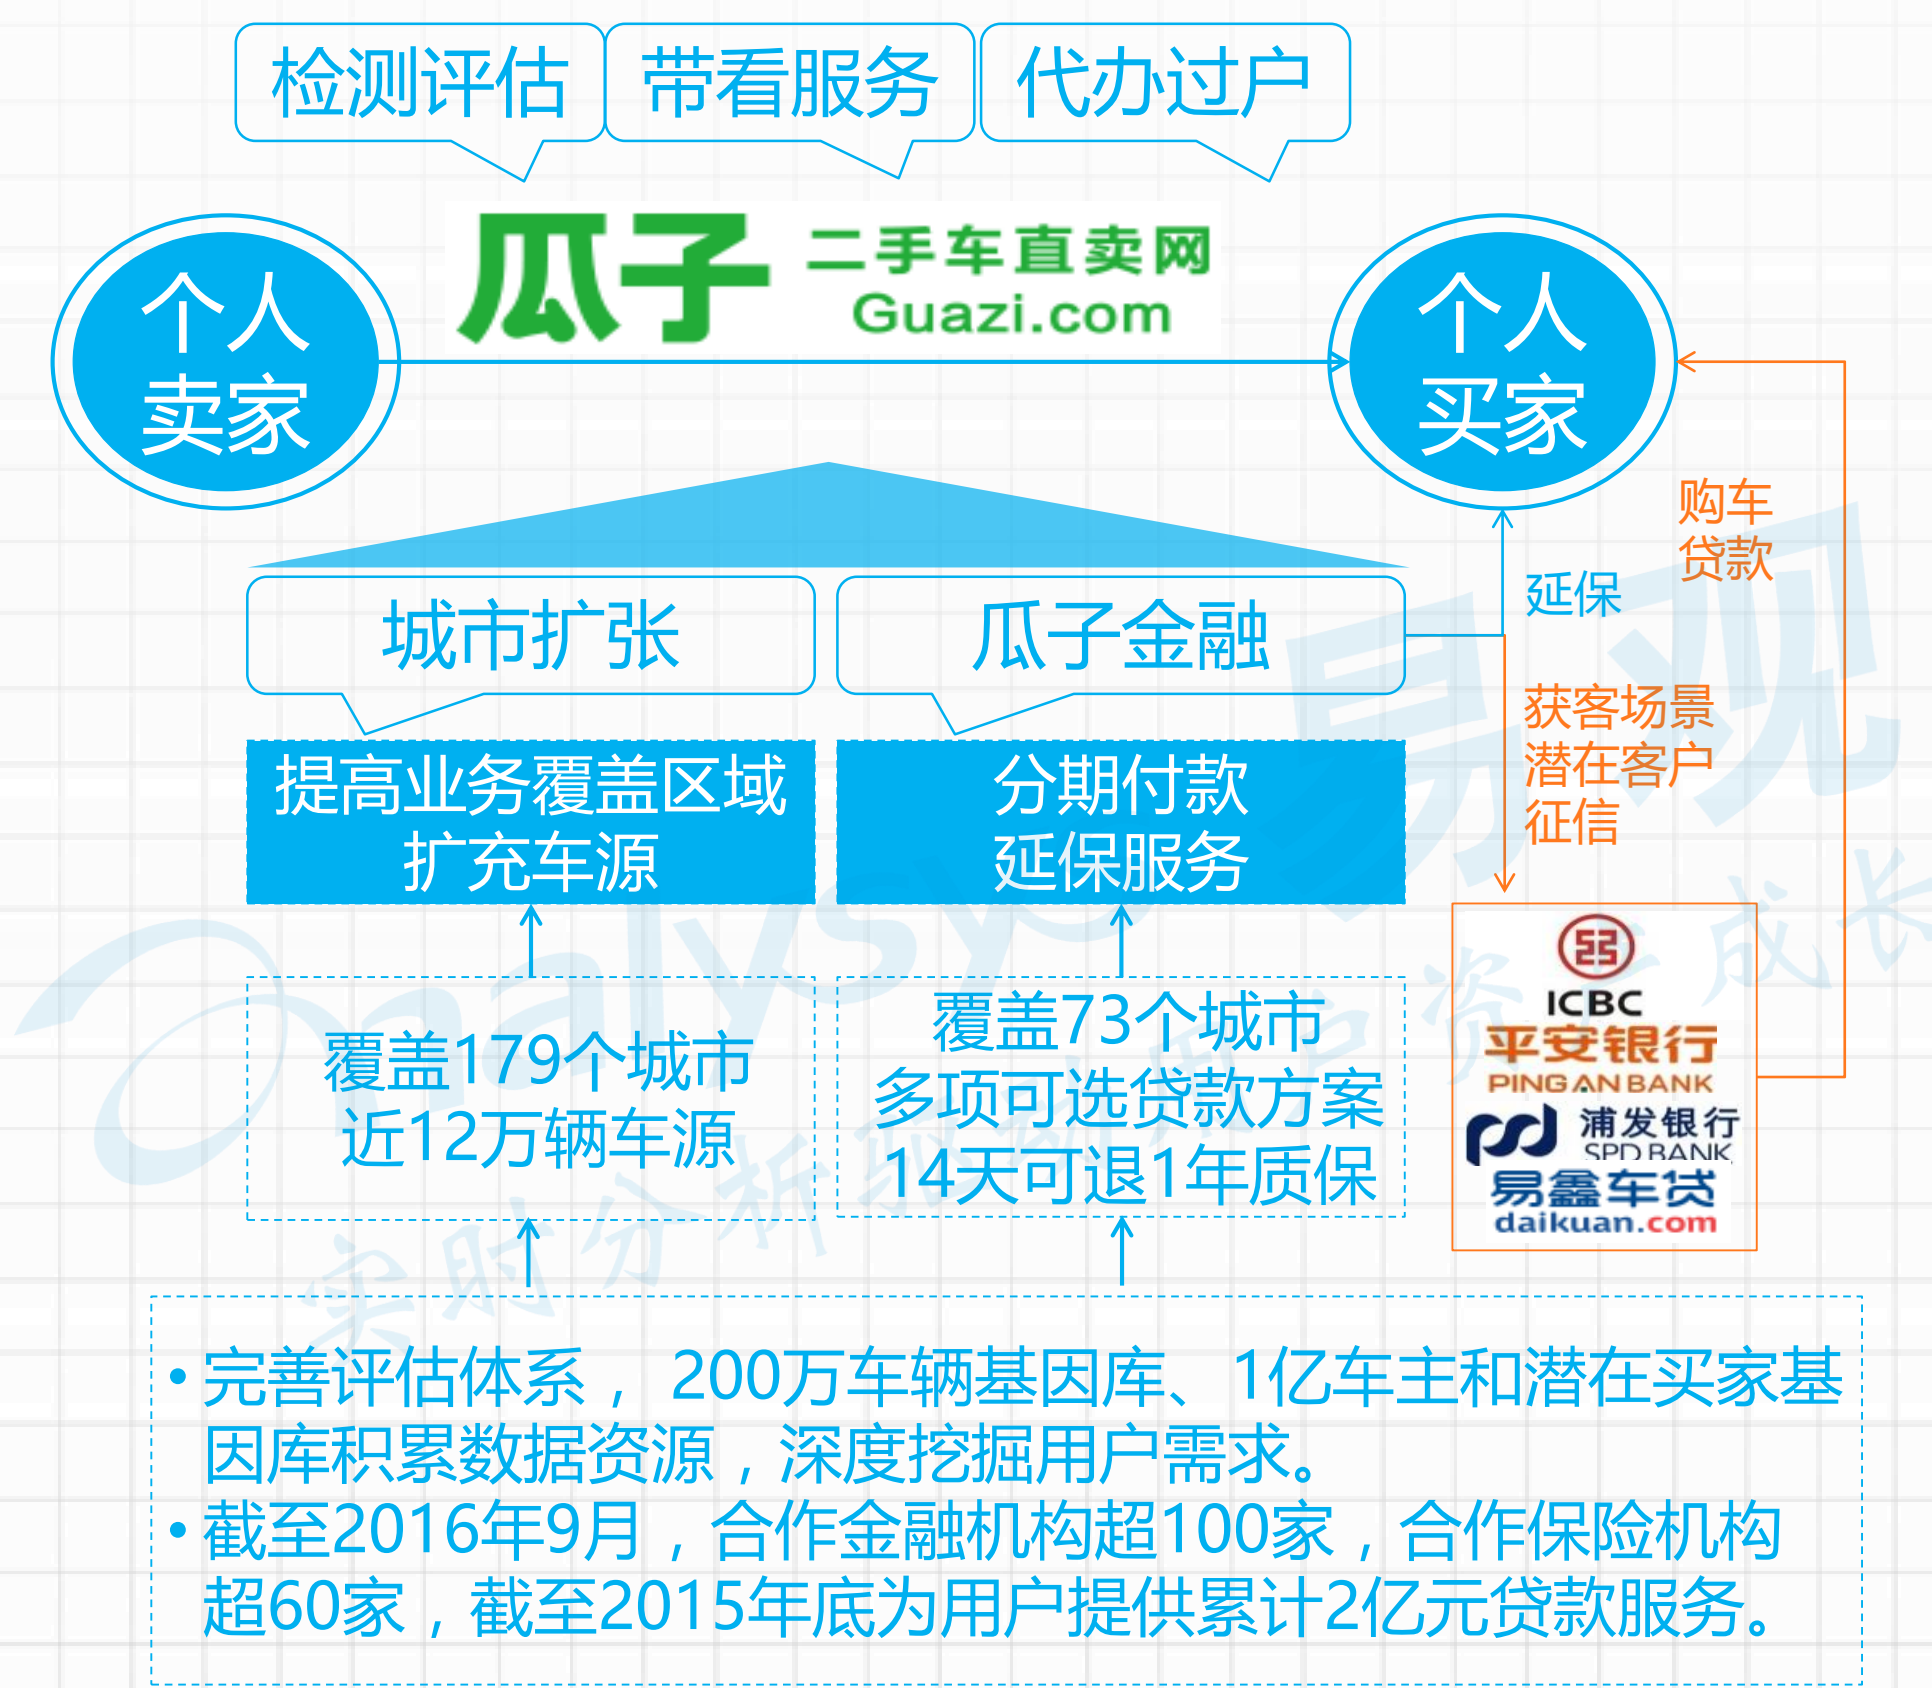 检测评估
带看服务
代办过户
瓜子
二手车直卖网
Guazi.com
个人
卖家
个人
买家
购车
贷款
延保
城市扩张
瓜子金融
获客场景
潜在客户
征信
提高业务覆盖区域
扩充车源
分期付款
延保服务
覆盖179个城市
近12万辆车源
覆盖73个城市
多项可选贷款方案
14天可退1年质保
ICBC
平安银行
PING AN BANK
浦发银行
SPD BANK
易鑫车贷
daikuan.com
• 完善评估体系，200万车辆基因库、1亿车主和潜在买家基
因库积累数据资源，深度挖掘用户需求。
• 截至2016年9月，合作金融机构超100家，合作保险机构
超60家，截至2015年底为用户提供累计2亿元贷款服务。
analysys 易观